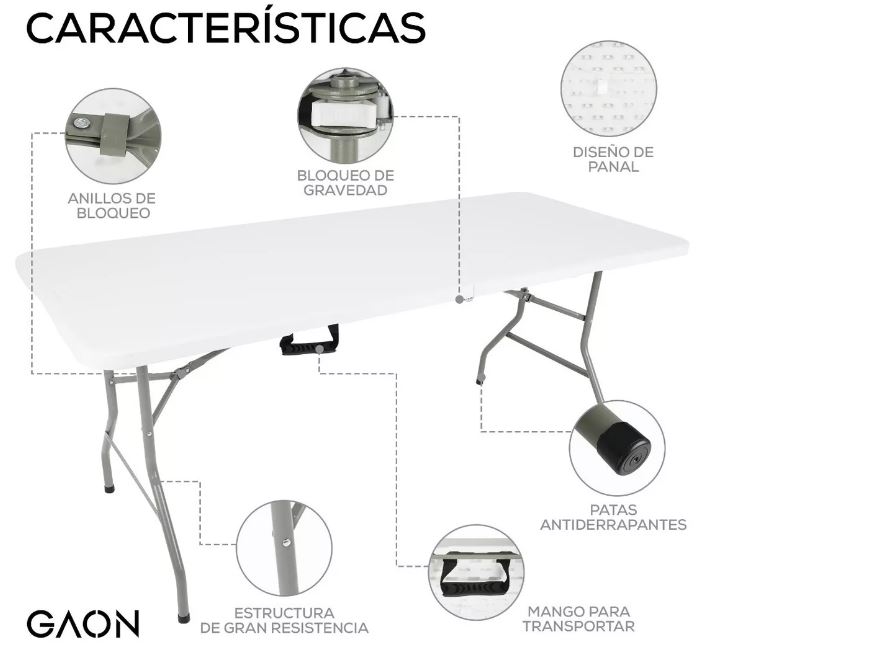 CARACTERÍSTICAS
ANILLOS DE
BLOQUEO
BLOQUEO DE
GRAVEDAD
DISEÑO DE
PANAL
PATAS
ANTIDERRAPANTES
ESTRUCTURA
DE GRAN RESISTENCIA
MANGO PARA
TRANSPORTAR
GAON